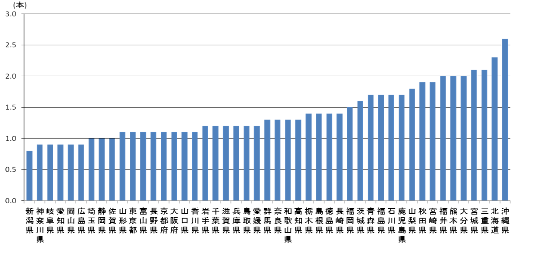 (本)
3.0
2.5
2.0
1.5
1.0
0.5
0.0
新潟県
神奈川県
岐阜県
愛知県
岡山県
広島県
埼玉県
静岡県
佐賀県
山形県
東京都
富山県
長野県
京都府
大阪府
山口県
香川県
岩手県
千葉県
滋賀県
兵庫県
鳥取県
愛媛県
群馬県
奈良県
和歌山県
高知県
栃木県
島根県
徳島県
長崎県
福岡県
茨城県
青森県
福島県
石川県
鹿児島県
山梨県
秋田県
宮崎県
福井県
熊本県
大分県
宮城県
三重県
北海道
沖縄県